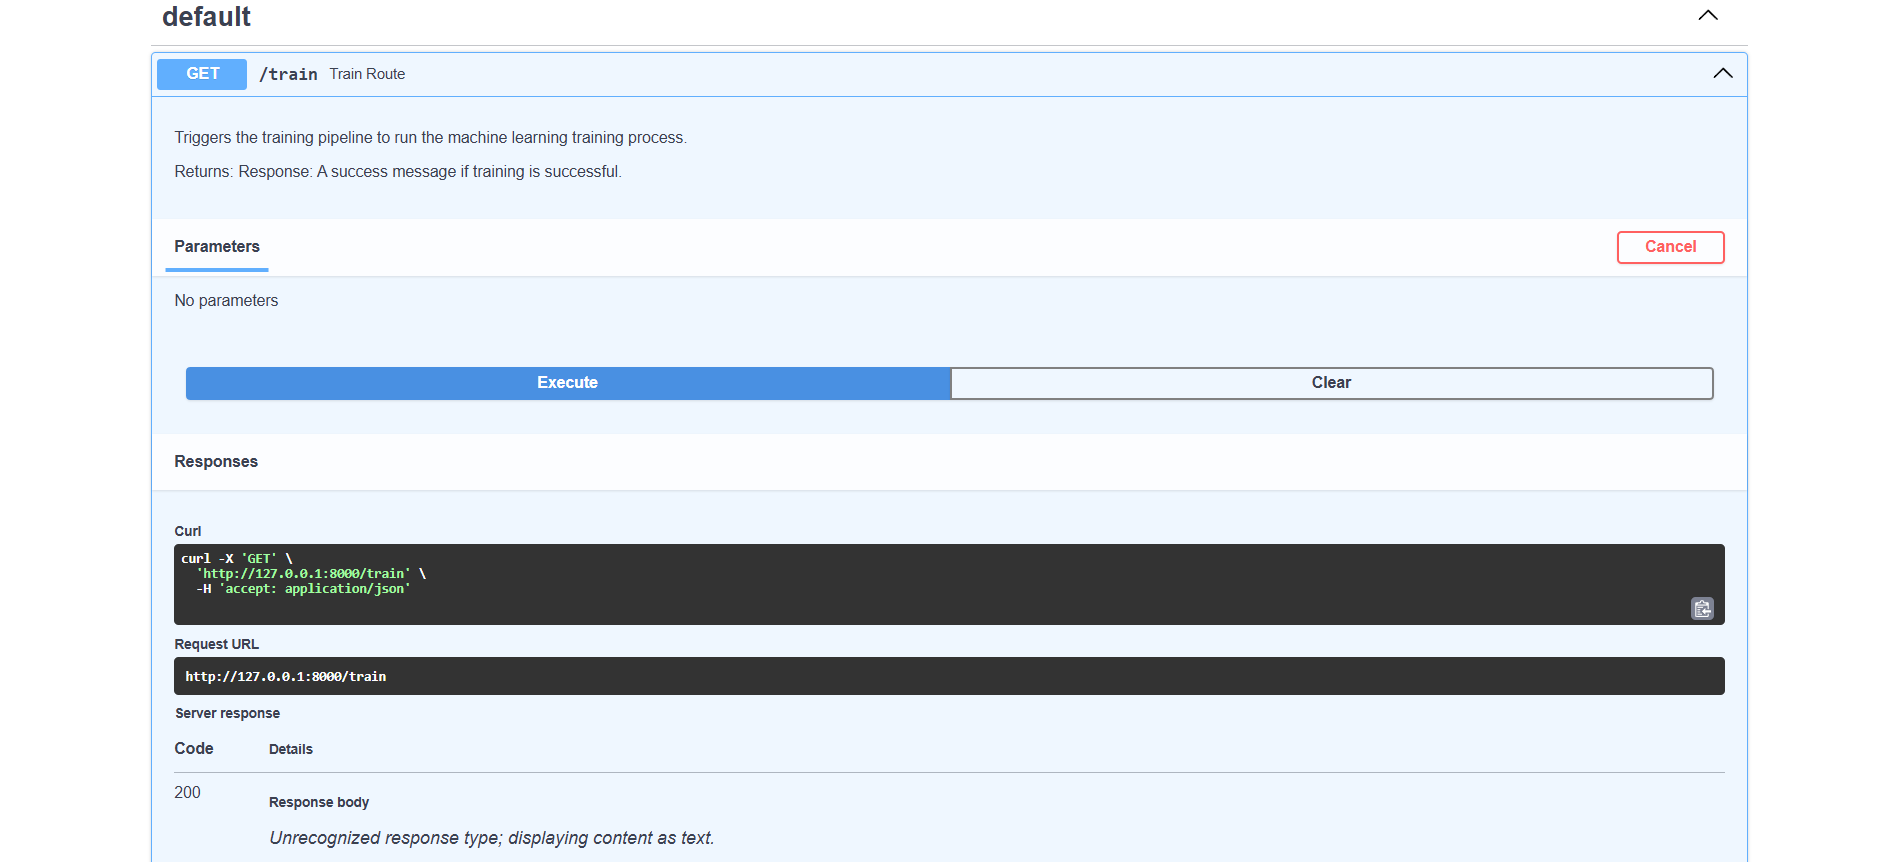 default
GET /train Train Route
Triggers the training pipeline to run the machine learning training process.
Returns: Response: A success message if training is successful.
Parameters
Cancel
No parameters
Execute
Clear
Responses
Curl
curl -X 'GET' \
'http://127.0.0.1:8000/train' \
-H 'accept: application/json'
Request URL
http://127.0.0.1:8000/train
Server response
Code Details
200
Response body
Unrecognized response type; displaying content as text.